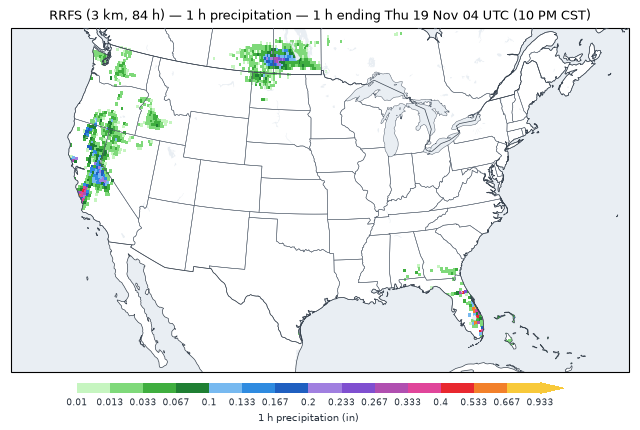 RRFS (3 km, 84 h) — 1 h precipitation — 1 h ending Thu 19 Nov 04 UTC (10 PM CST)
0.01 0.013 0.033 0.067 0.1 0.133 0.167 0.2 0.233 0.267 0.333 0.4 0.533 0.667 0.933
1 h precipitation (in)